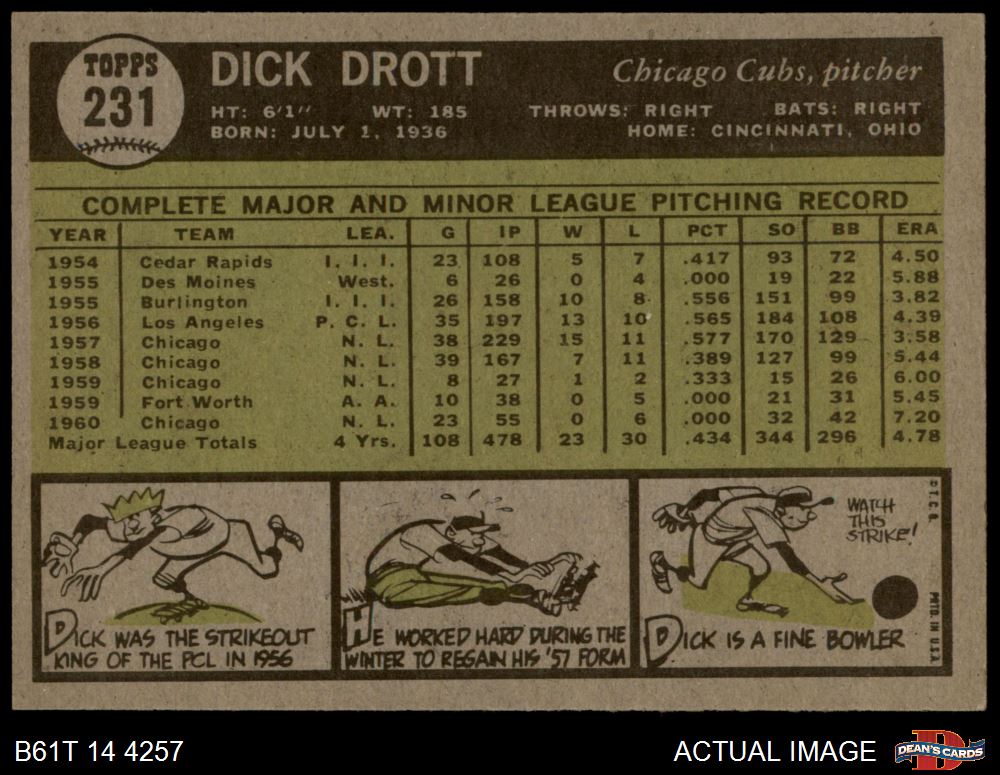 TOPPS
231
DICK DROTT
Chicago Cubs, pitcher
HT: 6'1" WT: 185 THROWS: RIGHT BATS: RIGHT
BORN: JULY 1, 1936 HOME: CINCINNATI, OHIO
COMPLETE MAJOR AND MINOR LEAGUE PITCHING RECORD
YEAR TEAM LEA. G IP W L PCT SO BB ERA
1954 Cedar Rapids I. I. I. 23 108 5 7 .417 93 72 4.50
1955 Des Moines West. 6 26 0 4 .000 19 22 5.88
1955 Burlington I. I. I. 26 158 10 8 .556 151 99 3.82
1956 Los Angeles P. C. L. 35 197 13 10 .565 184 108 4.39
1957 Chicago N. L. 38 229 15 11 .577 170 129 3.58
1958 Chicago N. L. 39 167 7 11 .389 127 99 5.44
1959 Chicago N. L. 8 27 1 2 .333 15 26 6.00
1959 Fort Worth A. A. 10 38 0 5 .000 21 31 5.45
1960 Chicago N. L. 23 55 0 6 .000 32 42 7.20
Major League Totals 4 Yrs. 108 478 23 30 .434 344 296 4.78
DICK WAS THE STRIKEOUT
KING OF THE PCL IN 1956
HE WORKED HARD DURING THE
WINTER TO REGAIN HIS '57 FORM
WATCH
THIS
STRIKE!
DICK IS A FINE BOWLER
© T. C. G.
PRTD. IN U.S.A.
B61T 14 4257
ACTUAL IMAGE
D
DEAN'S CARDS